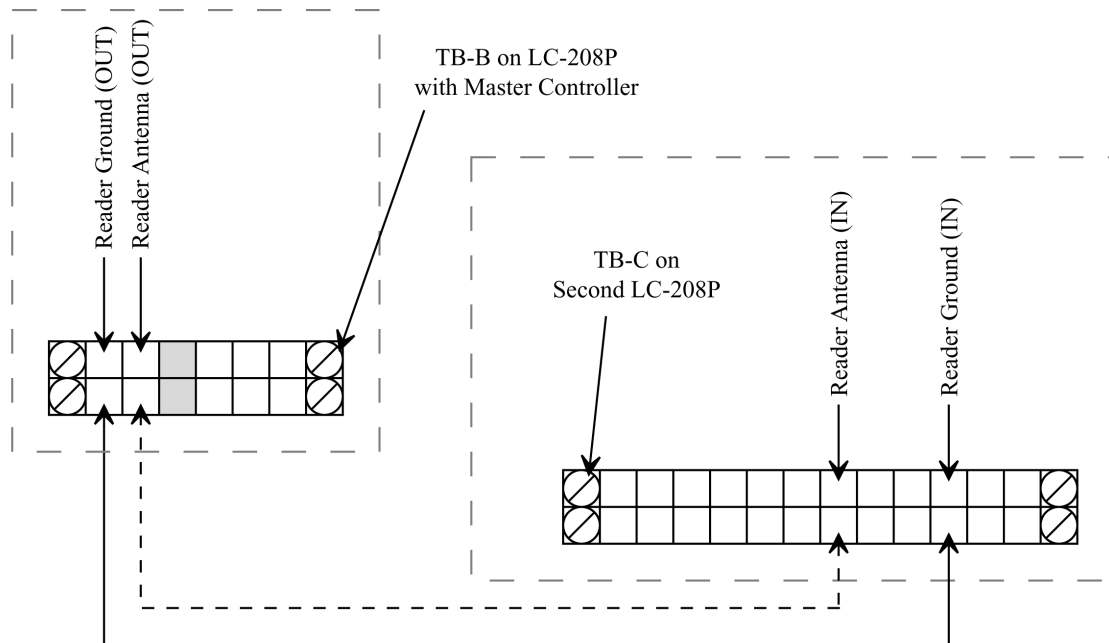 Reader Ground (OUT)
Reader Antenna (OUT)
TB-B on LC-208P
with Master Controller
TB-C on
Second LC-208P
Reader Antenna (IN)
Reader Ground (IN)